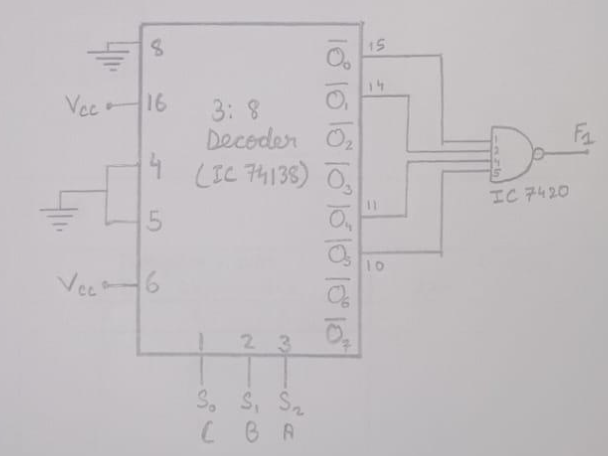 8
15
O̅₀
Vcc
16
3:8
Decoder
(IC 74138)
14
O̅₁
O̅₂
1
2
4
5
F1
IC 7420
4
O̅₃
5
11
O̅₄
Vcc
6
O̅₅
10
O̅₆
O̅₇
1 2 3
S₀ S₁ S₂
C B A